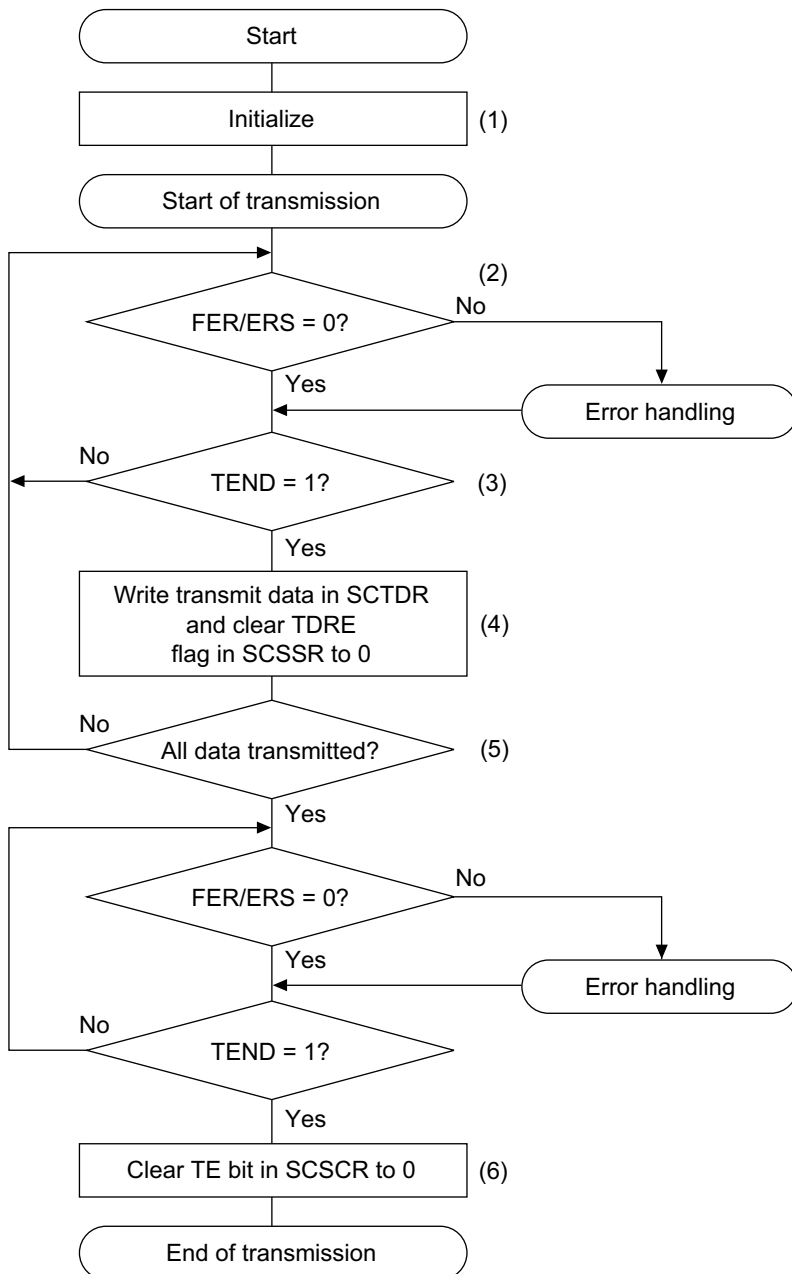 Start
Initialize
(1)
Start of transmission
(2)
FER/ERS = 0?
No
Yes
Error handling
No
TEND = 1?
(3)
Yes
Write transmit data in SCTDR
and clear TDRE
flag in SCSSR to 0
(4)
No
All data transmitted?
(5)
Yes
FER/ERS = 0?
No
Yes
Error handling
No
TEND = 1?
Yes
Clear TE bit in SCSCR to 0
(6)
End of transmission